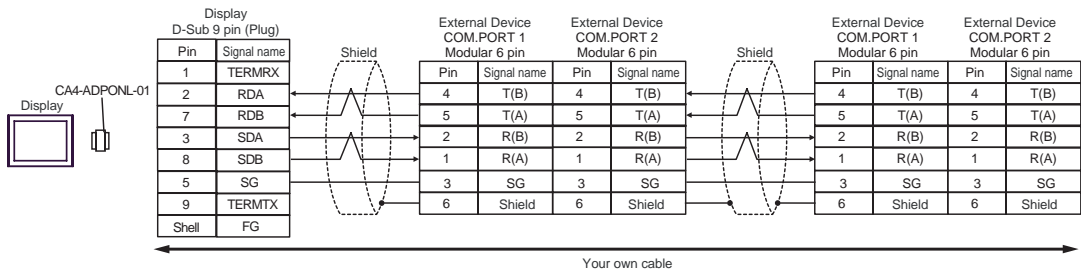 Display
D-Sub 9 pin (Plug)
External Device
COM.PORT 1
Modular 6 pin
External Device
COM.PORT 2
Modular 6 pin
External Device
COM.PORT 1
Modular 6 pin
External Device
COM.PORT 2
Modular 6 pin
Pin Signal name Shield Pin Signal name Pin Signal name Shield Pin Signal name Pin Signal name
CA4-ADPONL-01
Display
1 TERMRX
2 RDA 4 T(B) 4 T(B) 4 T(B) 4 T(B)
7 RDB 5 T(A) 5 T(A) 5 T(A) 5 T(A)
3 SDA 2 R(B) 2 R(B) 2 R(B) 2 R(B)
8 SDB 1 R(A) 1 R(A) 1 R(A) 1 R(A)
5 SG 3 SG 3 SG 3 SG 3 SG
9 TERMTX 6 Shield 6 Shield 6 Shield 6 Shield
Shell FG
Your own cable